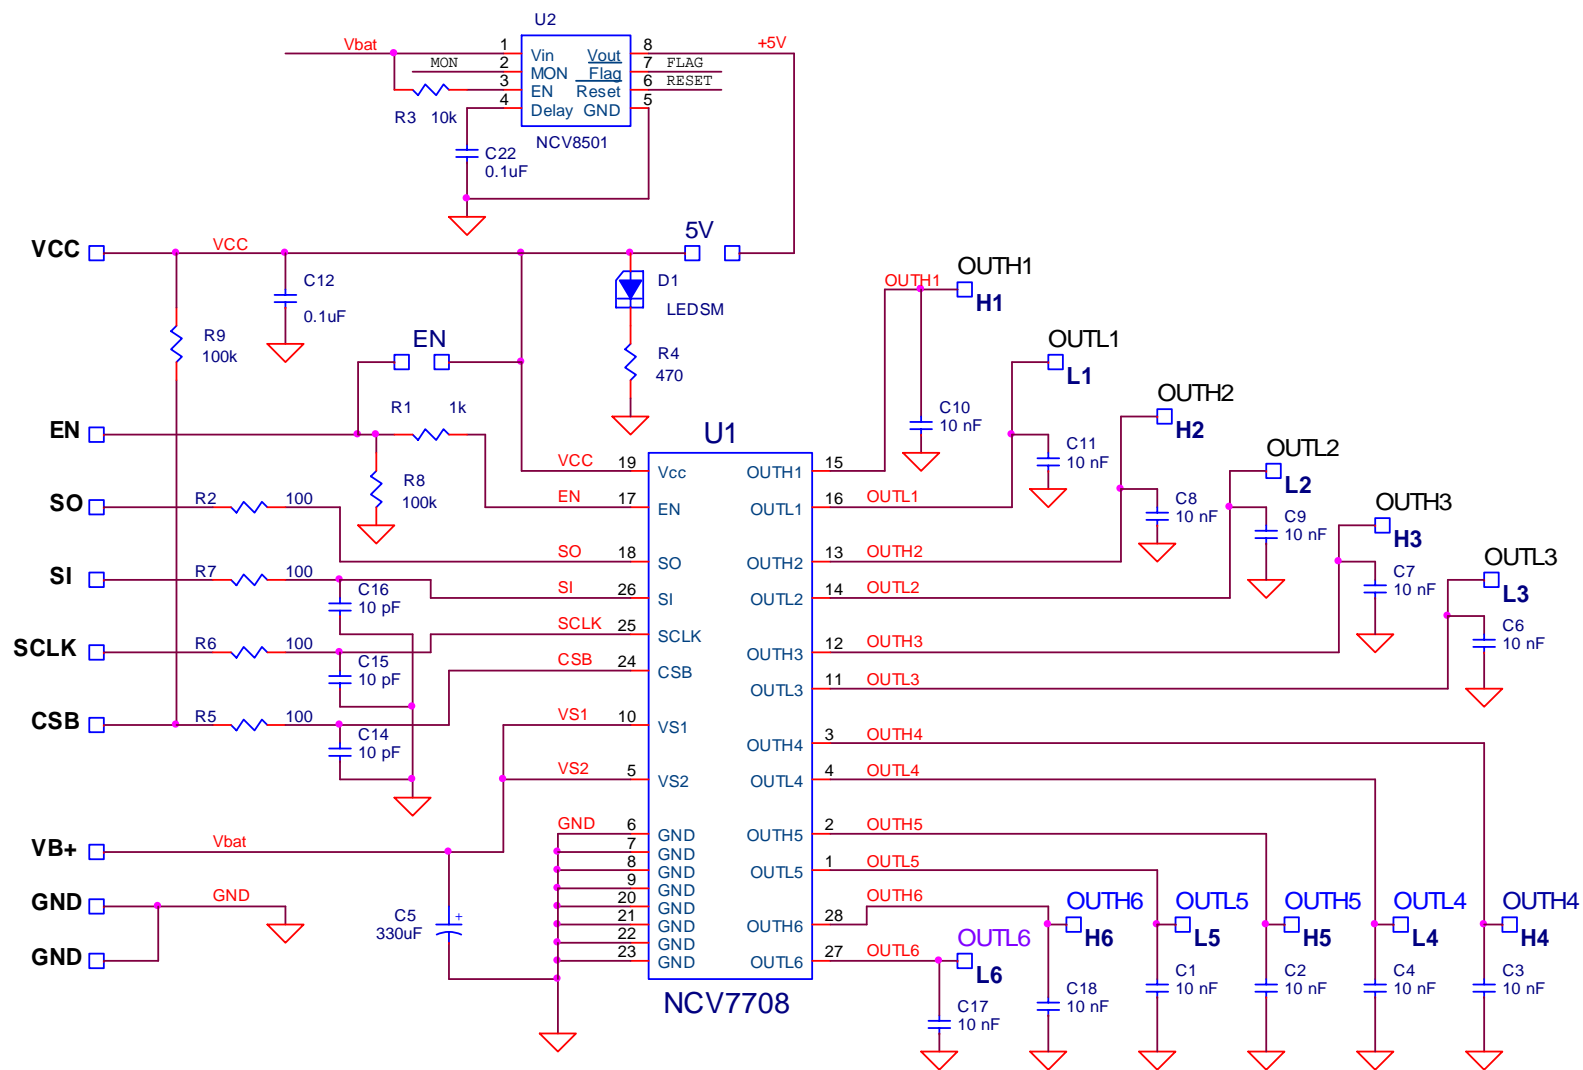 U2
Vbat 1 Vin Vout 8 +5V
MON 2 MON Flag 7 FLAG
3 EN Reset 6 RESET
4 Delay GND 5
R3 10k
NCV8501
C22
0.1uF
VCC VCC 5V
C12
0.1uF
D1
LEDSM
R9
100k
R4
470
EN
R1 1k
EN
R8
100k
SO R2 100
SI R7 100
C16
10 pF
SCLK R6 100
C15
10 pF
CSB R5 100
C14
10 pF
VB+ Vbat
GND GND
GND
C5 +
330uF
U1
VCC 19 Vcc OUTH1 15
EN 17 EN OUTL1 16 OUTL1
SO 18 SO OUTH2 13 OUTH2
SI 26 SI OUTL2 14 OUTL2
SCLK 25 SCLK OUTH3 12 OUTH3
CSB 24 CSB OUTL3 11 OUTL3
VS1 10 VS1 OUTH4 3 OUTH4
VS2 5 VS2 OUTL4 4 OUTL4
GND 6 GND OUTH5 2 OUTH5
7 GND
8 GND OUTL5 1 OUTL5
9 GND
20 GND
21 GND OUTH6 28 OUTH6
22 GND
23 GND OUTL6 27 OUTL6
NCV7708
OUTH1 OUTH1
H1
C10
10 nF
OUTL1
L1
C11
10 nF
OUTH2
H2
C8
10 nF
OUTL2
L2
C9
10 nF
OUTH3
H3
C7
10 nF
OUTL3
L3
C6
10 nF
OUTL6
L6
C17
10 nF
OUTH6
H6
C18
10 nF
OUTL5
L5
C1
10 nF
OUTH5
H5
C2
10 nF
OUTL4
L4
C4
10 nF
OUTH4
H4
C3
10 nF